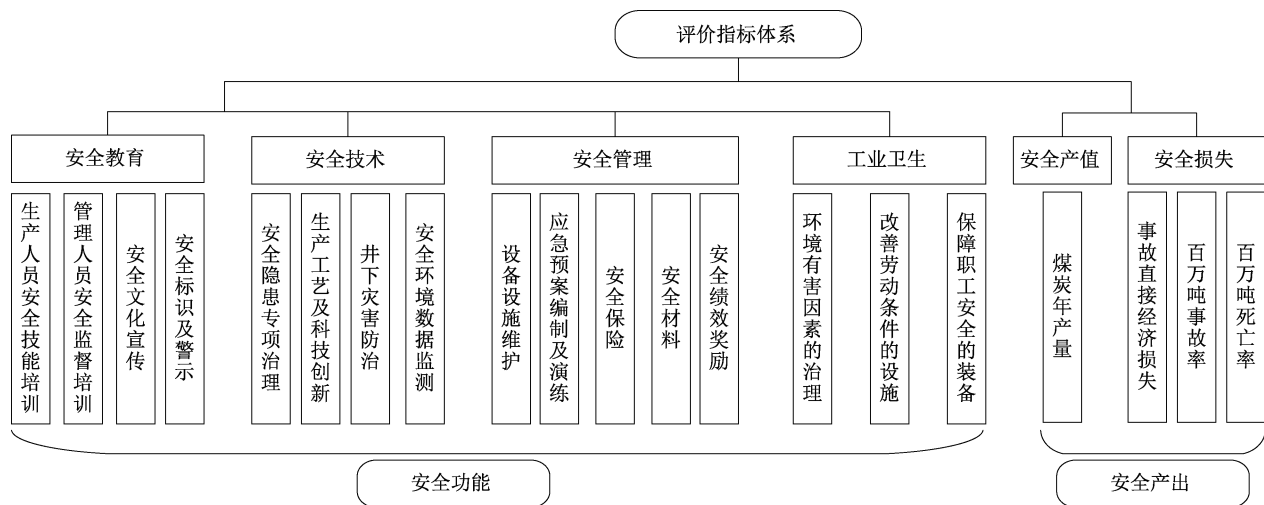 评价指标体系
安全教育
安全技术
安全管理
工业卫生
安全产值
安全损失
生产人员安全技能培训
管理人员安全监督培训
安全文化宣传
安全标识及警示
安全隐患专项治理
生产工艺及科技创新
井下灾害防治
安全环境数据监测
设备设施维护
应急预案编制及演练
安全保险
安全材料
安全绩效奖励
环境有害因素的治理
改善劳动条件的设施
保障职工安全的装备
煤炭年产量
事故直接经济损失
百万吨事故率
百万吨死亡率
安全功能
安全产出